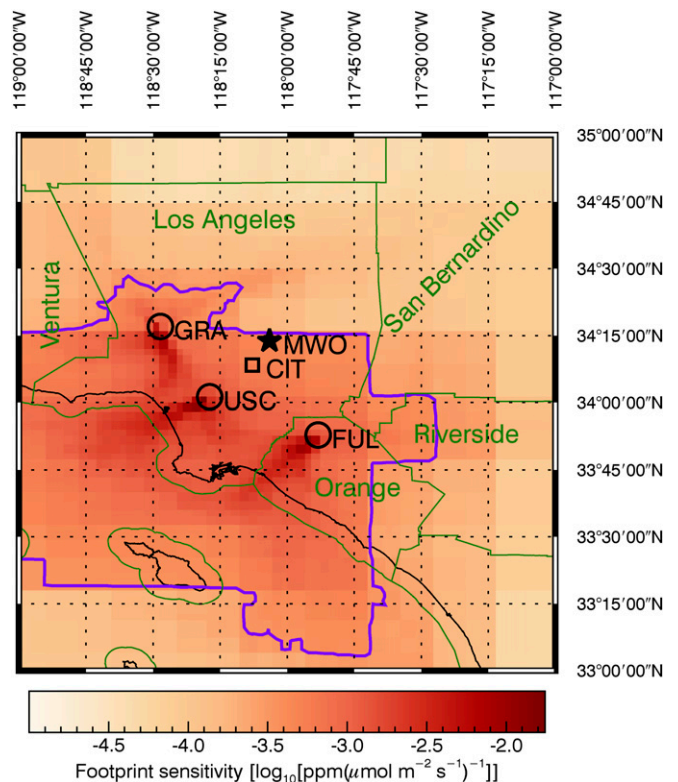 119°00′00″W
118°45′00″W
118°30′00″W
118°15′00″W
118°00′00″W
117°45′00″W
117°30′00″W
117°15′00″W
117°00′00″W
35°00′00″N
34°45′00″N
Los Angeles
San Bernardino
34°30′00″N
Ventura
GRA
34°15′00″N
MWO
CIT
USC
34°00′00″N
FUL
Riverside
33°45′00″N
Orange
33°30′00″N
33°15′00″N
33°00′00″N
-4.5 -4.0 -3.5 -3.0 -2.5 -2.0
Footprint sensitivity [log₁₀[ppm(μmol m⁻² s⁻¹)⁻¹]]